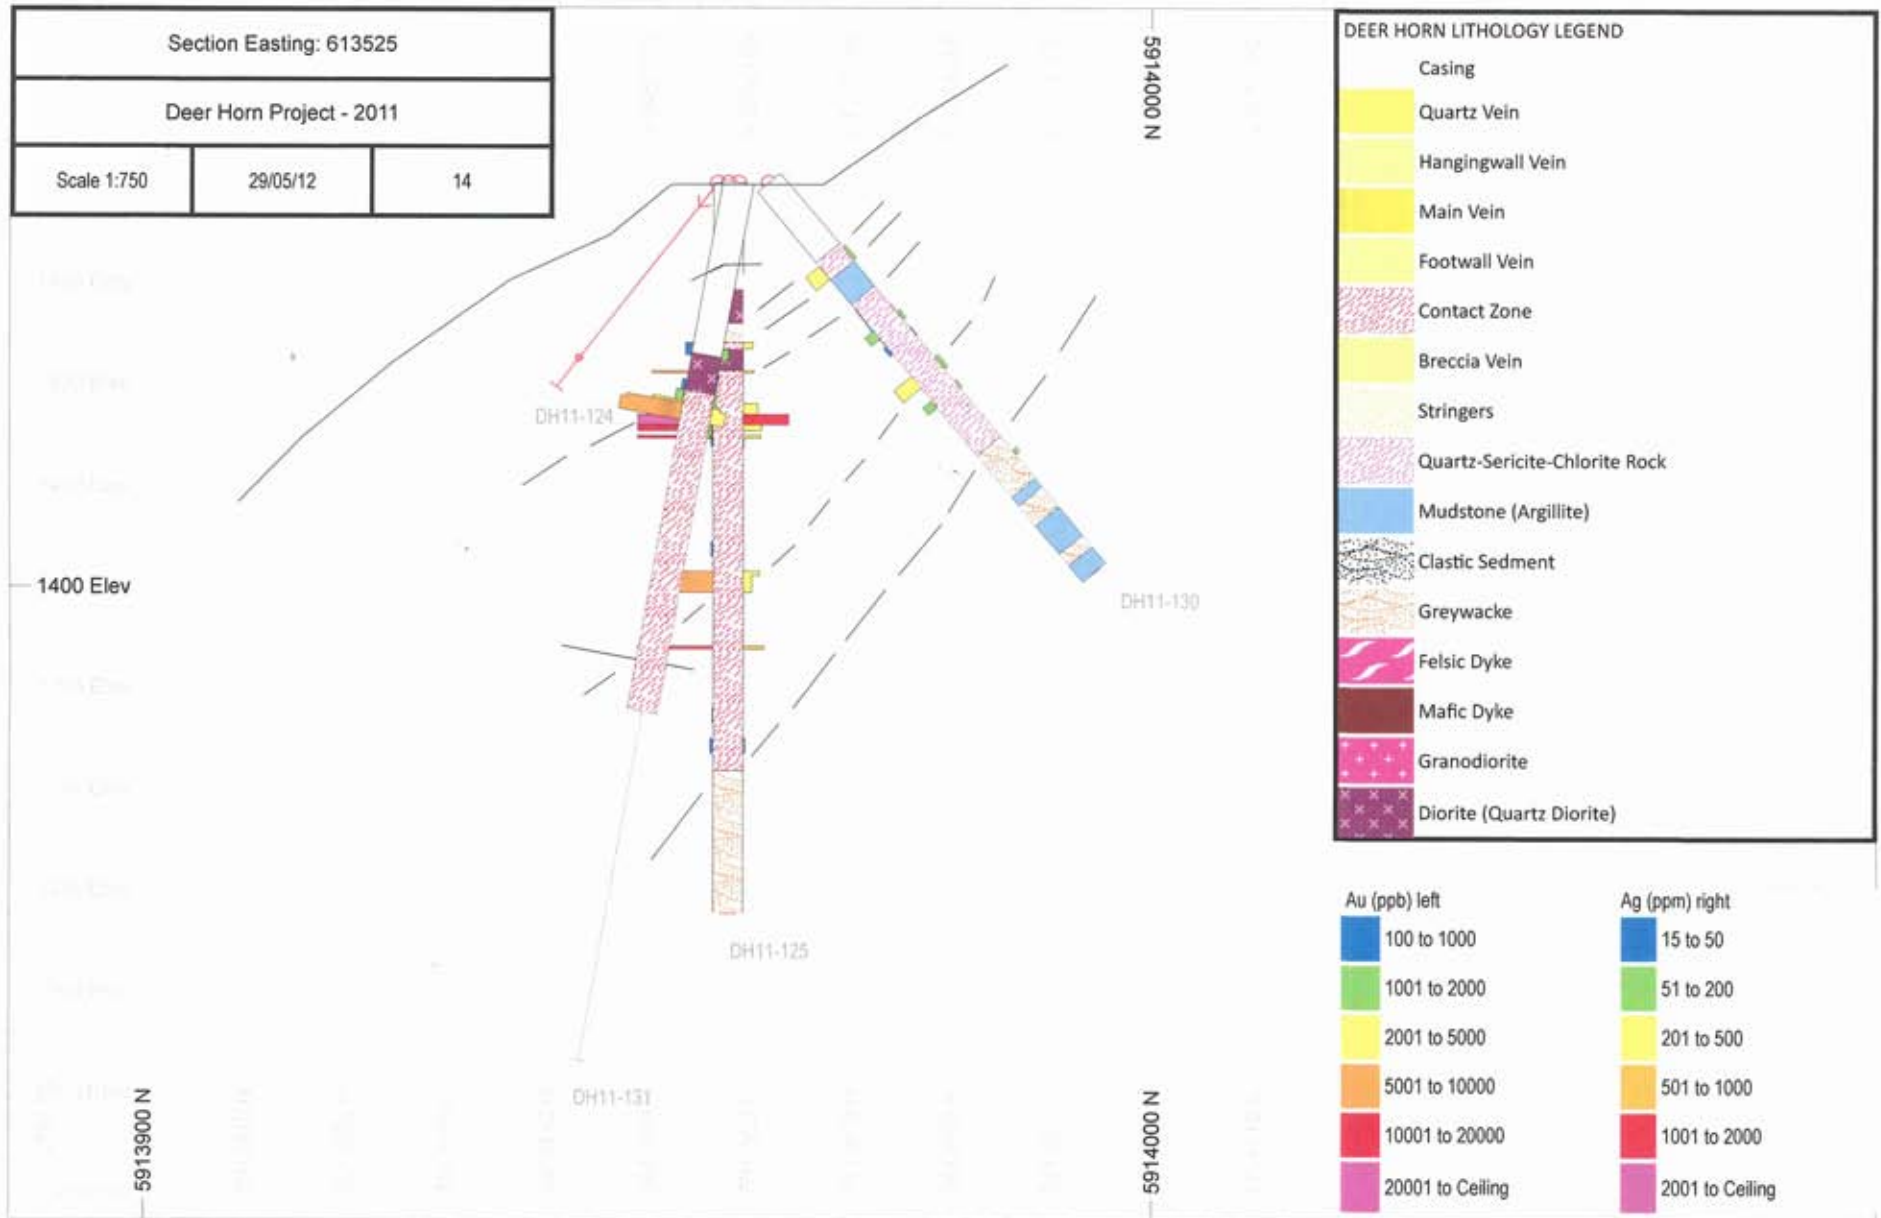 Section Easting: 613525
Deer Horn Project - 2011
Scale 1:750
29/05/12
14
5914000 N
DEER HORN LITHOLOGY LEGEND
Casing
Quartz Vein
Hangingwall Vein
Main Vein
Footwall Vein
Contact Zone
Breccia Vein
Stringers
Quartz-Sericite-Chlorite Rock
Mudstone (Argillite)
Clastic Sediment
Greywacke
Felsic Dyke
Mafic Dyke
Granodiorite
Diorite (Quartz Diorite)
DH11-124
1400 Elev
DH11-130
DH11-125
DH11-131
5913900 N
5914000 N
Au (ppb) left
100 to 1000
1001 to 2000
2001 to 5000
5001 to 10000
10001 to 20000
20001 to Ceiling
Ag (ppm) right
15 to 50
51 to 200
201 to 500
501 to 1000
1001 to 2000
2001 to Ceiling